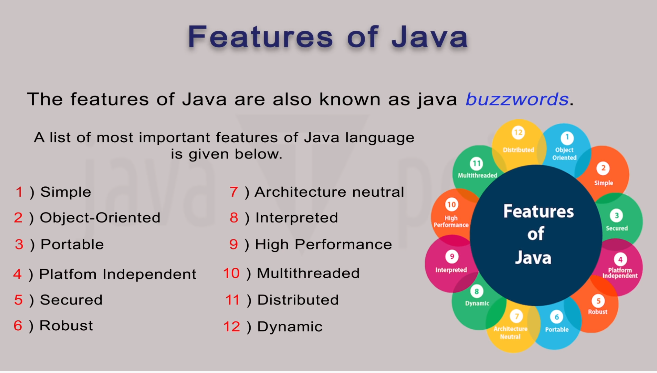 Features of Java
The features of Java are also known as java buzzwords.
A list of most important features of Java language
is given below.
1 ) Simple
2 ) Object-Oriented
3 ) Portable
4 ) Platfom Independent
5 ) Secured
6 ) Robust
7 ) Architecture neutral
8 ) Interpreted
9 ) High Performance
10 ) Multithreaded
11 ) Distributed
12 ) Dynamic
Features
of
Java
1
Object
Oriented
2
Simple
3
Secured
4
Platform
Independent
5
Robust
6
Portable
7
Architecture
Neutral
8
Dynamic
9
Interpreted
10
High
Performance
11
Multithreaded
12
Distributed
java